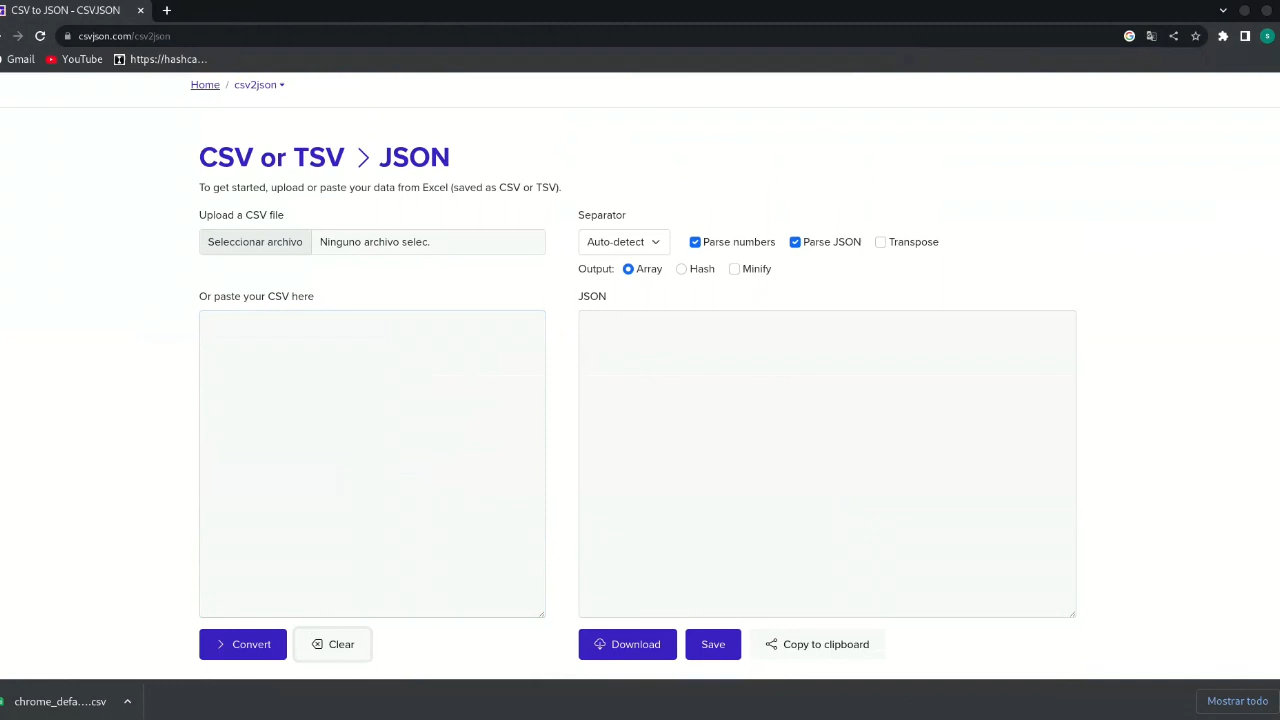 CSV to JSON - CSVJSON
csvjson.com/csv2json
S
Gmail YouTube https://hashca...
Home / csv2json
CSV or TSV > JSON
To get started, upload or paste your data from Excel (saved as CSV or TSV).
Upload a CSV file
Seleccionar archivo Ninguno archivo selec.
Separator
Auto-detect Parse numbers Parse JSON Transpose
Output: Array Hash Minify
Or paste your CSV here
JSON
Convert Clear
Download Save Copy to clipboard
chrome_defa....csv Mostrar todo